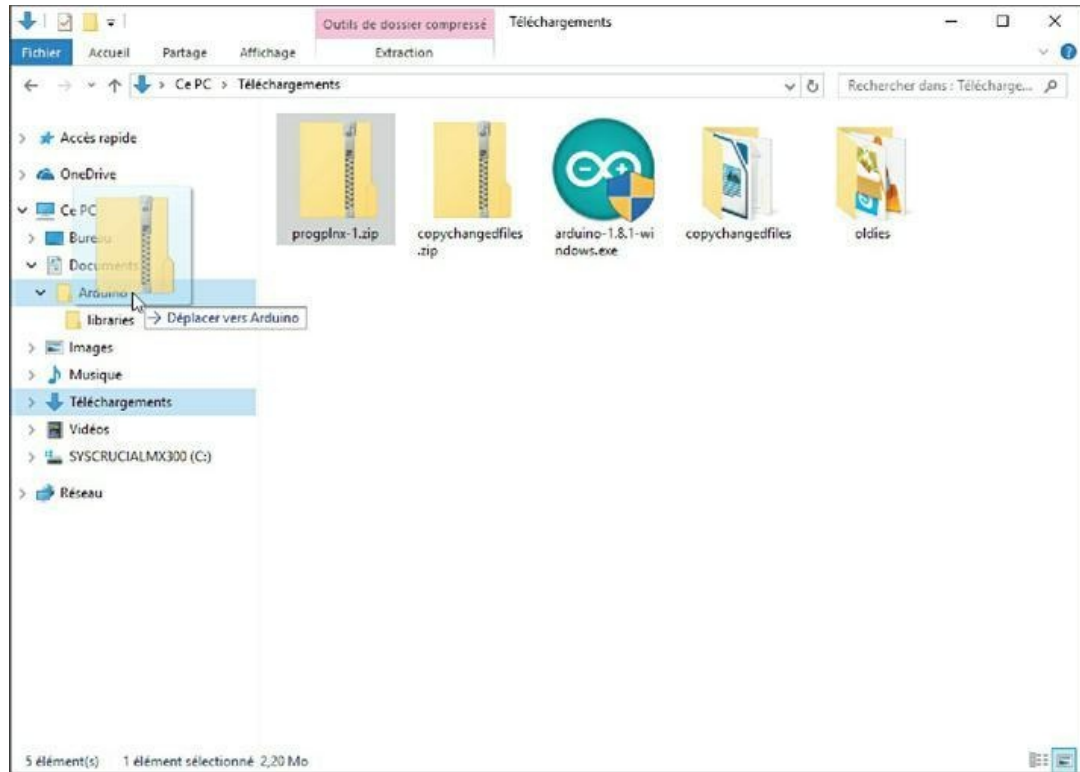 Outils de dossier compressé Téléchargements
Fichier Accueil Partage Affichage Extraction
Ce PC > Téléchargements
Rechercher dans : Télécharge...
Accès rapide
OneDrive
Ce PC
Bureau
Documents
Arduino
libraries
Déplacer vers Arduino
Images
Musique
Téléchargements
Vidéos
SYSCRUCIALMX300 (C:)
Réseau
progplnx-1.zip
copychangedfiles
.zip
arduino-1.8.1-wi
ndows.exe
copychangedfiles
oldies
5 élément(s) 1 élément sélectionné 2,20 Mo